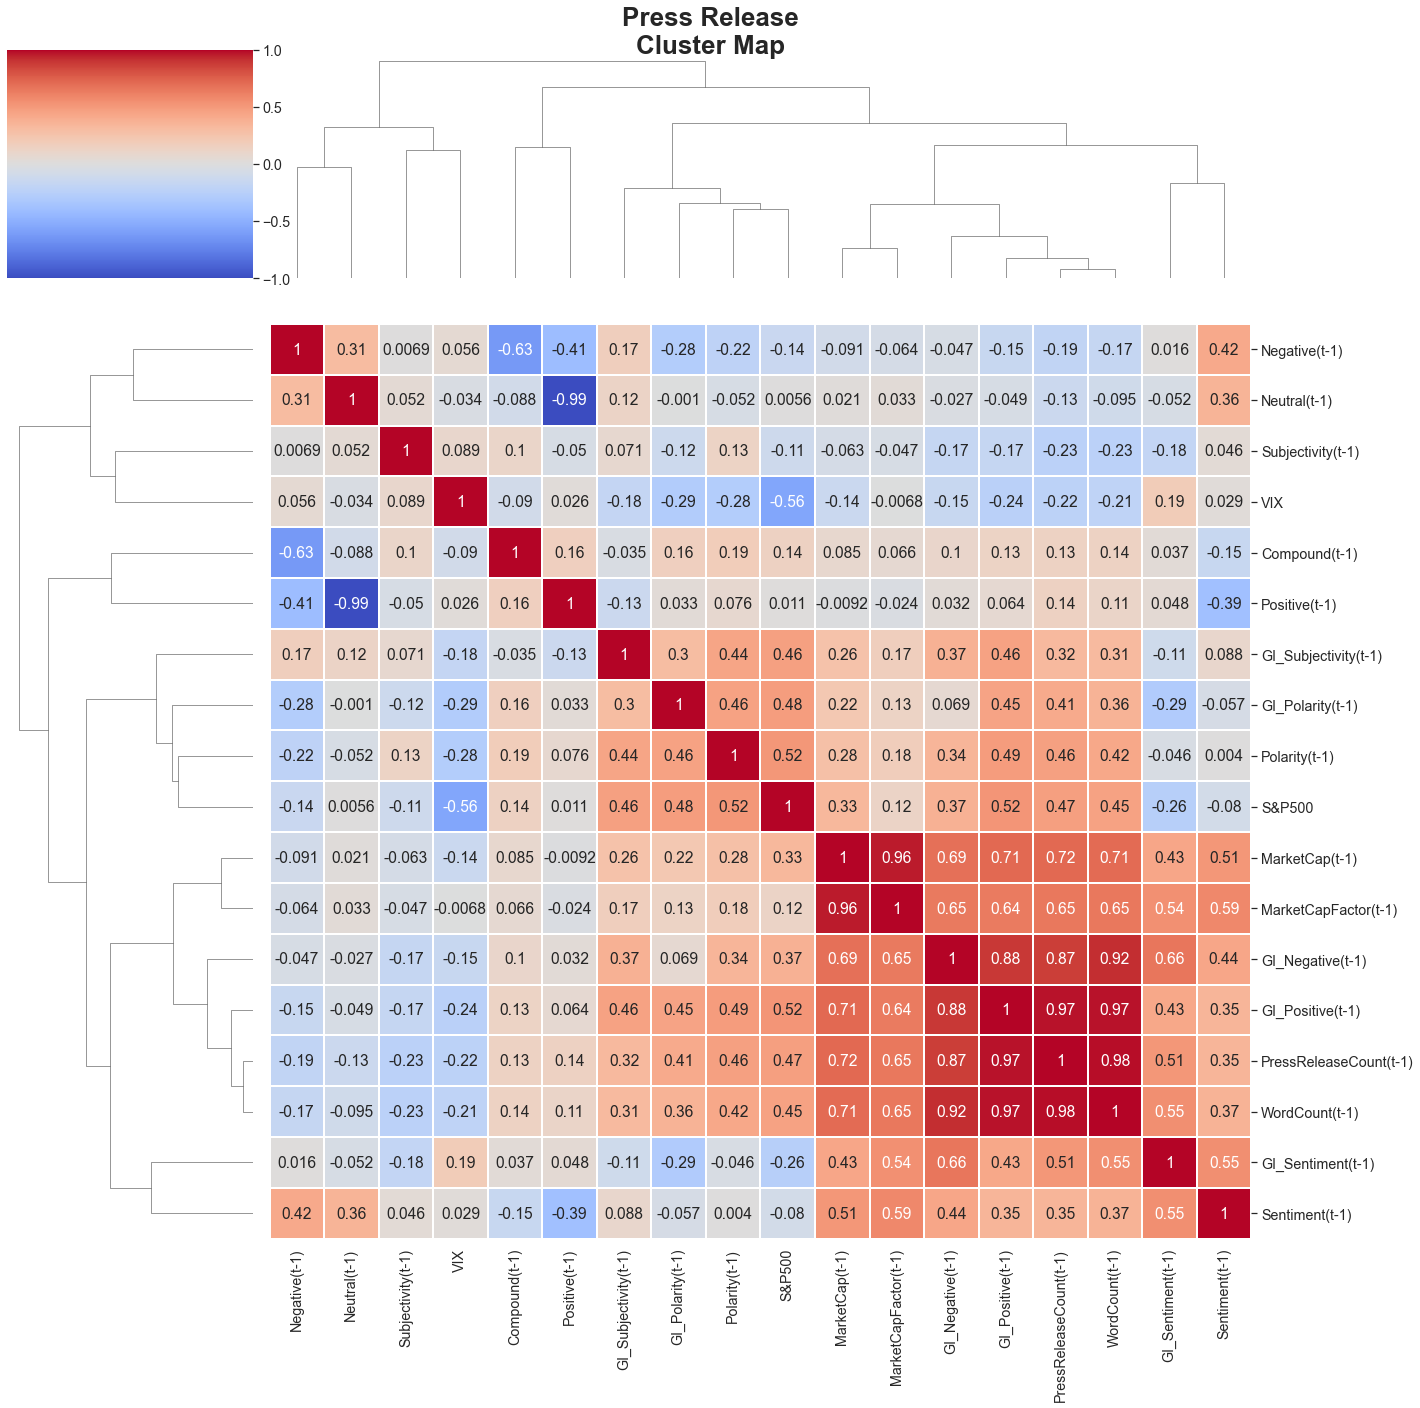 Press Release
Cluster Map
1.0
0.5
0.0
−0.5
−1.0
1 0.31 0.0069 0.056 -0.63 -0.41 0.17 -0.28 -0.22 -0.14 -0.091 -0.064 -0.047 -0.15 -0.19 -0.17 0.016 0.42 Negative(t-1)
0.31 1 0.052 -0.034 -0.088 -0.99 0.12 -0.001 -0.052 0.0056 0.021 0.033 -0.027 -0.049 -0.13 -0.095 -0.052 0.36 Neutral(t-1)
0.0069 0.052 1 0.089 0.1 -0.05 0.071 -0.12 0.13 -0.11 -0.063 -0.047 -0.17 -0.17 -0.23 -0.23 -0.18 0.046 Subjectivity(t-1)
0.056 -0.034 0.089 1 -0.09 0.026 -0.18 -0.29 -0.28 -0.56 -0.14 -0.0068 -0.15 -0.24 -0.22 -0.21 0.19 0.029 VIX
-0.63 -0.088 0.1 -0.09 1 0.16 -0.035 0.16 0.19 0.14 0.085 0.066 0.1 0.13 0.13 0.14 0.037 -0.15 Compound(t-1)
-0.41 -0.99 -0.05 0.026 0.16 1 -0.13 0.033 0.076 0.011 -0.0092 -0.024 0.032 0.064 0.14 0.11 0.048 -0.39 Positive(t-1)
0.17 0.12 0.071 -0.18 -0.035 -0.13 1 0.3 0.44 0.46 0.26 0.17 0.37 0.46 0.32 0.31 -0.11 0.088 GI_Subjectivity(t-1)
-0.28 -0.001 -0.12 -0.29 0.16 0.033 0.3 1 0.46 0.48 0.22 0.13 0.069 0.45 0.41 0.36 -0.29 -0.057 GI_Polarity(t-1)
-0.22 -0.052 0.13 -0.28 0.19 0.076 0.44 0.46 1 0.52 0.28 0.18 0.34 0.49 0.46 0.42 -0.046 0.004 Polarity(t-1)
-0.14 0.0056 -0.11 -0.56 0.14 0.011 0.46 0.48 0.52 1 0.33 0.12 0.37 0.52 0.47 0.45 -0.26 -0.08 S&P500
-0.091 0.021 -0.063 -0.14 0.085 -0.0092 0.26 0.22 0.28 0.33 1 0.96 0.69 0.71 0.72 0.71 0.43 0.51 MarketCap(t-1)
-0.064 0.033 -0.047 -0.0068 0.066 -0.024 0.17 0.13 0.18 0.12 0.96 1 0.65 0.64 0.65 0.65 0.54 0.59 MarketCapFactor(t-1)
-0.047 -0.027 -0.17 -0.15 0.1 0.032 0.37 0.069 0.34 0.37 0.69 0.65 1 0.88 0.87 0.92 0.66 0.44 GI_Negative(t-1)
-0.15 -0.049 -0.17 -0.24 0.13 0.064 0.46 0.45 0.49 0.52 0.71 0.64 0.88 1 0.97 0.97 0.43 0.35 GI_Positive(t-1)
-0.19 -0.13 -0.23 -0.22 0.13 0.14 0.32 0.41 0.46 0.47 0.72 0.65 0.87 0.97 1 0.98 0.51 0.35 PressReleaseCount(t-1)
-0.17 -0.095 -0.23 -0.21 0.14 0.11 0.31 0.36 0.42 0.45 0.71 0.65 0.92 0.97 0.98 1 0.55 0.37 WordCount(t-1)
0.016 -0.052 -0.18 0.19 0.037 0.048 -0.11 -0.29 -0.046 -0.26 0.43 0.54 0.66 0.43 0.51 0.55 1 0.55 GI_Sentiment(t-1)
0.42 0.36 0.046 0.029 -0.15 -0.39 0.088 -0.057 0.004 -0.08 0.51 0.59 0.44 0.35 0.35 0.37 0.55 1 Sentiment(t-1)
Negative(t-1)
Neutral(t-1)
Subjectivity(t-1)
VIX
Compound(t-1)
Positive(t-1)
GI_Subjectivity(t-1)
GI_Polarity(t-1)
Polarity(t-1)
S&P500
MarketCap(t-1)
MarketCapFactor(t-1)
GI_Negative(t-1)
GI_Positive(t-1)
PressReleaseCount(t-1)
WordCount(t-1)
GI_Sentiment(t-1)
Sentiment(t-1)